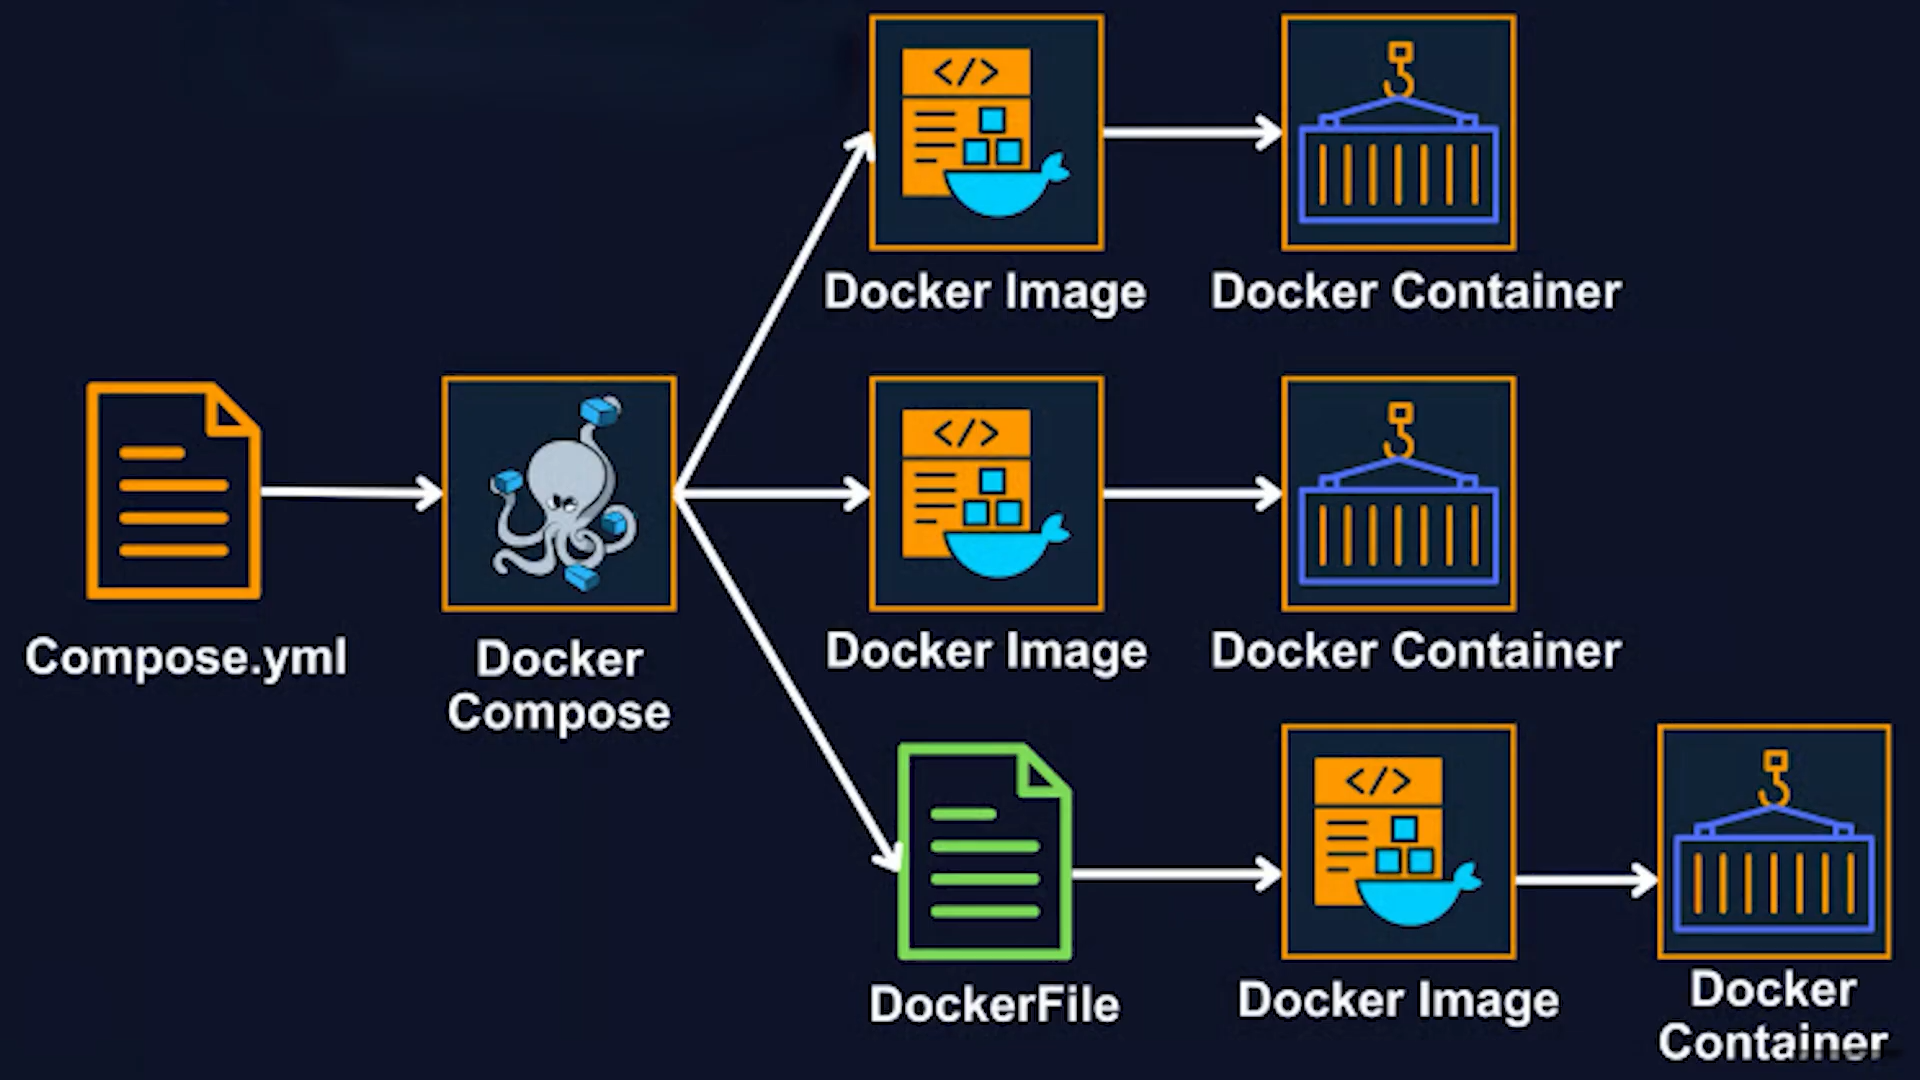 </>
Docker Image
Docker Container
Compose.yml
Docker
Compose
</>
Docker Image
Docker Container
DockerFile
</>
Docker Image
Docker
Container